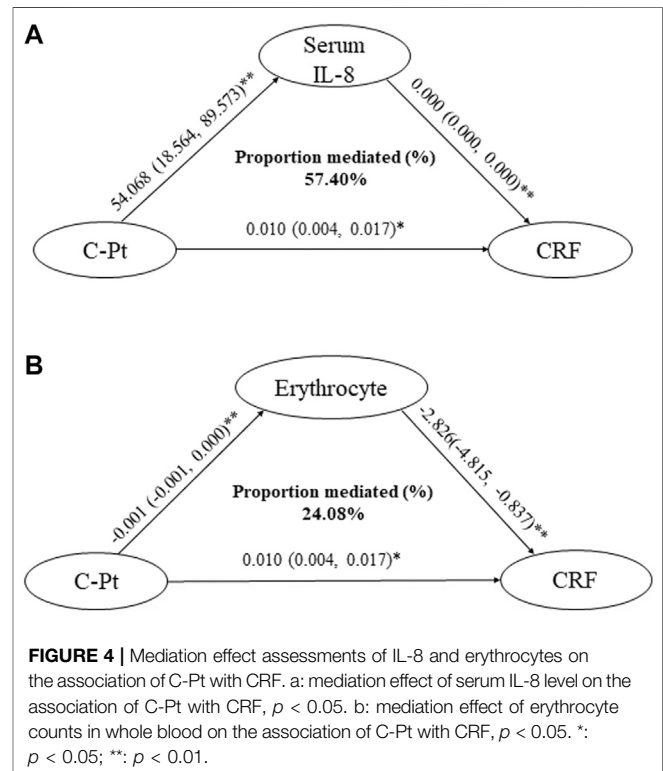 A
Serum
IL-8
54.068 (18.564, 89.573)**
0.000 (0.000, 0.000)**
Proportion mediated (%)
57.40%
0.010 (0.004, 0.017)*
C-Pt
CRF
B
Erythrocyte
-0.001 (-0.001, 0.000)**
-2.826(-4.815, -0.837)**
Proportion mediated (%)
24.08%
0.010 (0.004, 0.017)*
C-Pt
CRF
FIGURE 4 | Mediation effect assessments of IL-8 and erythrocytes on
the association of C-Pt with CRF. a: mediation effect of serum IL-8 level on the
association of C-Pt with CRF, p < 0.05. b: mediation effect of erythrocyte
counts in whole blood on the association of C-Pt with CRF, p < 0.05. *:
p < 0.05; **: p < 0.01.